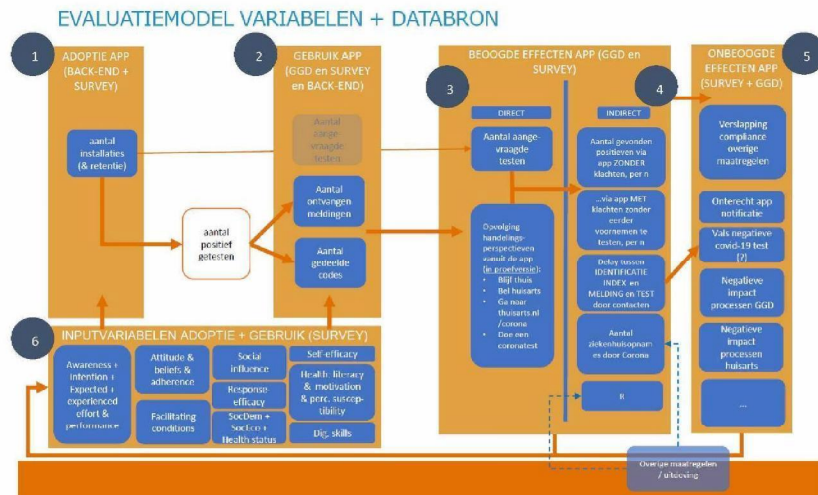 EVALUATIEMODEL VARIABELEN + DATABRON
1
ADOPTIE APP
(BACK-END +
SURVEY)
aantal
installaties
(& retentie)
aantal
positief
getesten
2
GEBRUIK APP
(GGD en SURVEY
en BACK-END)
Aantal
aange-
vraagde
testen
Aantal
ontvangen
meldingen
Aantal
gedeelde
codes
BEOOGDE EFFECTEN APP (GGD en
SURVEY)
3
DIRECT
Aantal aange-
vraagde
testen
Opvolging
handelings-
perspectieven
vanuit de app
(in proefversie):
• Blijf thuis
• Bel huisarts
• Ga naar
thuisarts.nl
/corona
• Doe een
coronatest
4
INDIRECT
Aantal gevonden
positieven via
app ZONDER
klachten, per n
...via app MET
klachten zonder
eerder
voornemen te
testen, per n
Delay tussen
IDENTIFICATIE
INDEX en
MELDING en TEST
door contacten
Aantal
ziekenhuisopnam
en door Corona
R
ONBEOOGDE
EFFECTEN APP
(SURVEY + GGD)
5
Verslapping
compliance
overige
maatregelen
Onterecht app
notificatie
Vals negatieve
covid-19 test
(?)
Negatieve
impact
processen GGD
Negatieve
impact
processen
huisarts
...
6
INPUTVARIABELEN ADOPTIE + GEBRUIK (SURVEY)
Awareness +
intention +
Expected +
experienced
effort &
performance
Attitude &
beliefs &
adherence
Facilitating
conditions
Social
influence
Response
efficacy
SocDem +
SocEco +
Health status
Self-efficacy
Health literacy
& motivation
& perc. suscep-
tibility
Dig. skills
Overige maatregelen
/ uitdoving